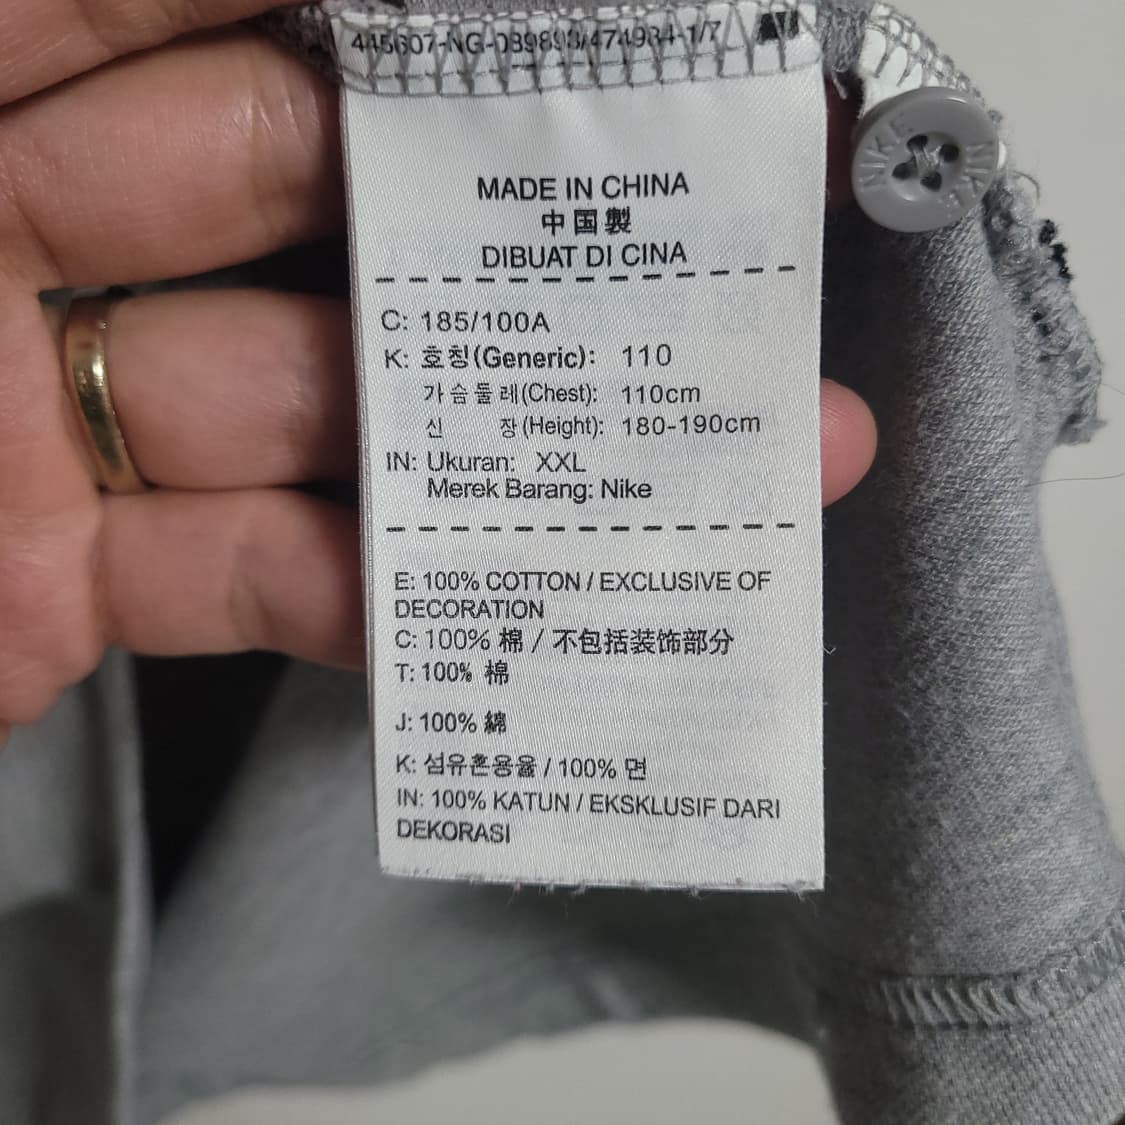 MADE IN CHINA
中国製
DIBUAT DI CINA
C: 185/100A
K: 호칭(Generic): 110
가슴둘레(Chest): 110cm
신 장(Height): 180-190cm
IN: Ukuran: XXL
Merek Barang: Nike
E: 100% COTTON / EXCLUSIVE OF
DECORATION
C: 100% 棉 / 不包括装饰部分
T: 100% 棉
J: 100% 綿
K: 섬유혼용율 / 100% 면
IN: 100% KATUN / EKSKLUSIF DARI
DEKORASI
NIKE